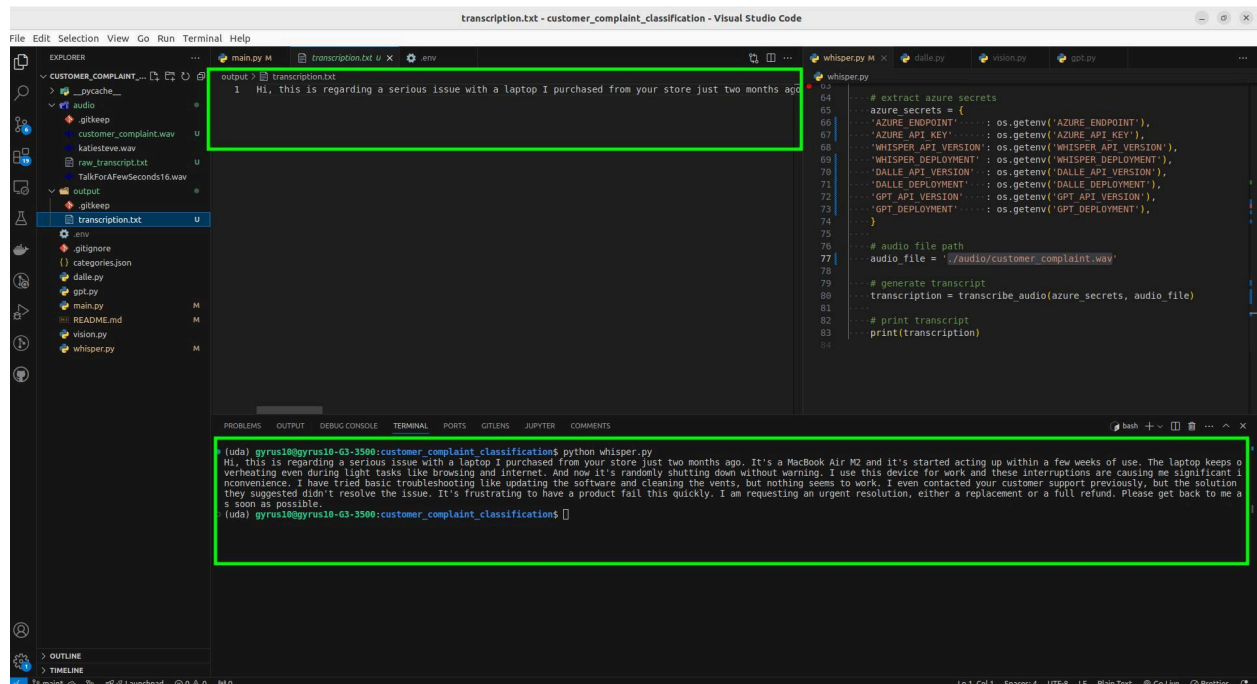 transcription.txt - customer_complaint_classification - Visual Studio Code
File Edit Selection View Go Run Terminal Help
EXPLORER
CUSTOMER_COMPLAINT_...
__pycache__
audio
.gitkeep
customer_complaint.wav U
katiesteve.wav
raw_transcript.txt U
TalkForAFewSeconds16.wav
output
.gitkeep
transcription.txt U
.env
.gitignore
{} categories.json
dalle.py
gpt.py
main.py M
README.md M
vision.py
whisper.py M
OUTLINE
TIMELINE
main.py M transcription.txt U .env
output > transcription.txt
1 Hi, this is regarding a serious issue with a laptop I purchased from your store just two months ago
whisper.py M dalle.py vision.py gpt.py
whisper.py
63
64 # extract azure secrets
65 azure_secrets = {
66 'AZURE_ENDPOINT' : os.getenv('AZURE_ENDPOINT'),
67 'AZURE_API_KEY' : os.getenv('AZURE_API_KEY'),
68 'WHISPER_API_VERSION': os.getenv('WHISPER_API_VERSION'),
69 'WHISPER_DEPLOYMENT' : os.getenv('WHISPER_DEPLOYMENT'),
70 'DALLE_API_VERSION' : os.getenv('DALLE_API_VERSION'),
71 'DALLE_DEPLOYMENT' : os.getenv('DALLE_DEPLOYMENT'),
72 'GPT_API_VERSION' : os.getenv('GPT_API_VERSION'),
73 'GPT_DEPLOYMENT' : os.getenv('GPT_DEPLOYMENT'),
74 }
75
76 # audio file path
77 audio_file = './audio/customer_complaint.wav'
78
79 # generate transcript
80 transcription = transcribe_audio(azure_secrets, audio_file)
81
82 # print transcript
83 print(transcription)
84
PROBLEMS OUTPUT DEBUG CONSOLE TERMINAL PORTS GITLENS JUPYTER COMMENTS
bash
(uda) gyrus10@gyrus10-G3-3500:customer_complaint_classification$ python whisper.py
Hi, this is regarding a serious issue with a laptop I purchased from your store just two months ago. It's a MacBook Air M2 and it's started acting up within a few weeks of use. The laptop keeps o
verheating even during light tasks like browsing and internet. And now it's randomly shutting down without warning. I use this device for work and these interruptions are causing me significant i
nconvenience. I have tried basic troubleshooting like updating the software and cleaning the vents, but nothing seems to work. I even contacted your customer support previously, but the solution
they suggested didn't resolve the issue. It's frustrating to have a product fail this quickly. I am requesting an urgent resolution, either a replacement or a full refund. Please get back to me a
s soon as possible.
(uda) gyrus10@gyrus10-G3-3500:customer_complaint_classification$
Launchpad Ln 1, Col 1 Spaces: 4 UTF-8 LF Plain Text Go Live Prettier